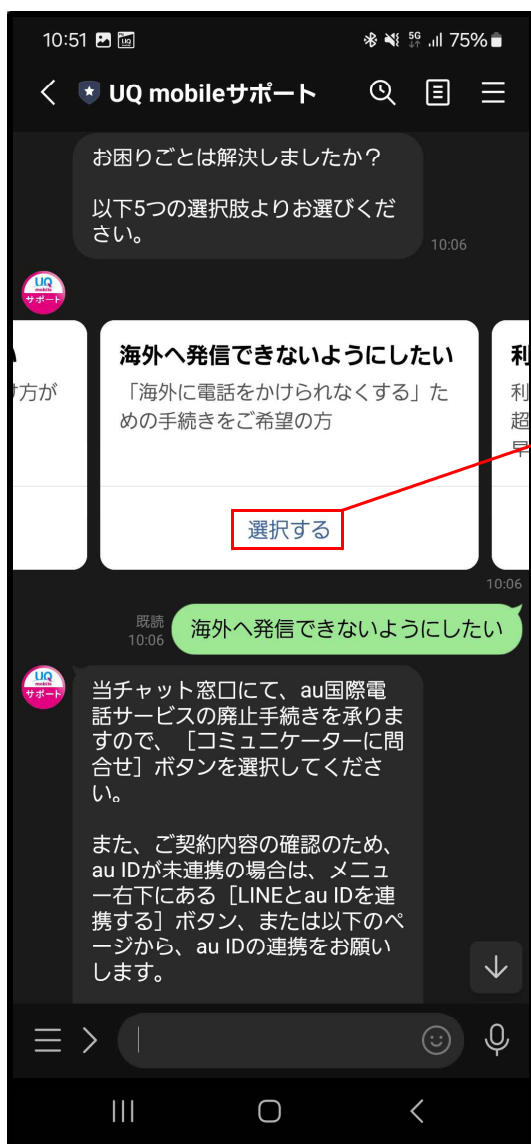 10:51 5G 75%
UQ mobileサポート
お困りごとは解決しましたか？
以下5つの選択肢よりお選びくだ
さい。
10:06
UQ
mobile
サポート
い 海外へ発信できないようにしたい 利
け方が 「海外に電話をかけられなくする」た 利
めの手続きをご希望の方 超
早
選択する
10:06
既読
10:06
海外へ発信できないようにしたい
UQ
mobile
サポート
当チャット窓口にて、au国際電
話サービスの廃止手続きを承りま
すので、［コミュニケーターに問
合せ］ボタンを選択してくださ
い。
また、ご契約内容の確認のため、
au IDが未連携の場合は、メニュ
ー右下にある［LINEとau IDを連
携する］ボタン、または以下のペ
ージから、au IDの連携をお願い
します。